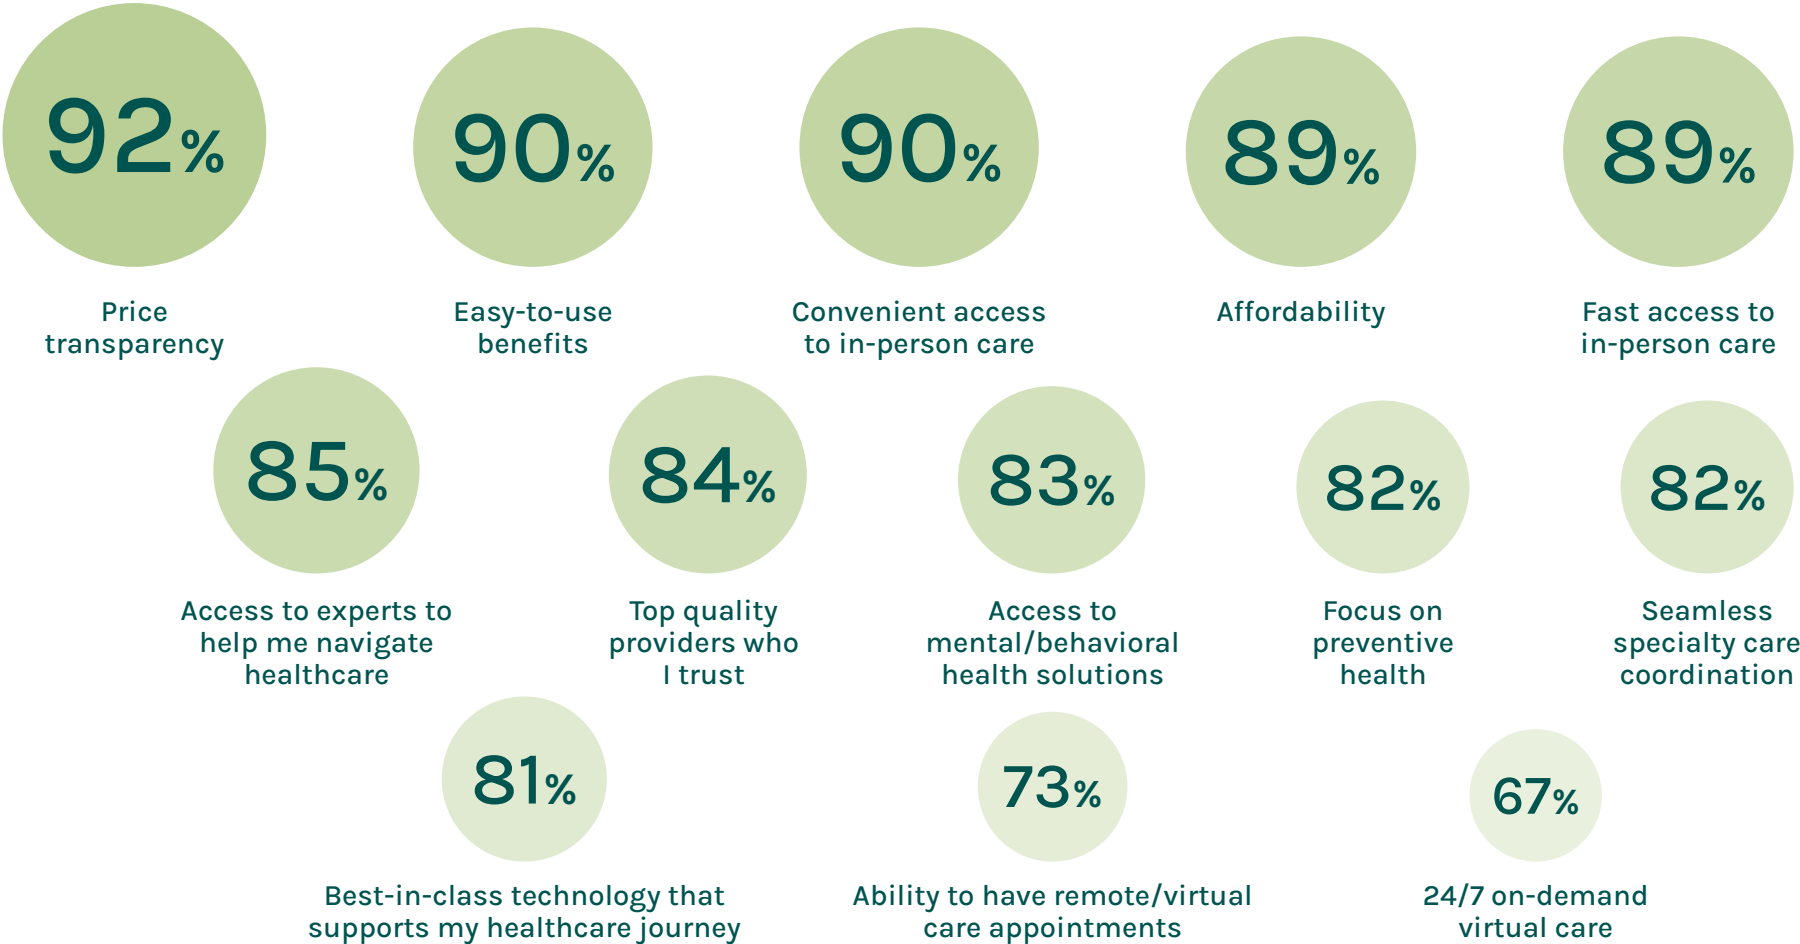 92%
90%
90%
89%
89%
Price
transparency
Easy-to-use
benefits
Convenient access
to in-person care
Affordability
Fast access to
in-person care
85%
84%
83%
82%
82%
Access to experts to
help me navigate
healthcare
Top quality
providers who
I trust
Access to
mental/behavioral
health solutions
Focus on
preventive
health
Seamless
specialty care
coordination
81%
73%
67%
Best-in-class technology that
supports my healthcare journey
Ability to have remote/virtual
care appointments
24/7 on-demand
virtual care